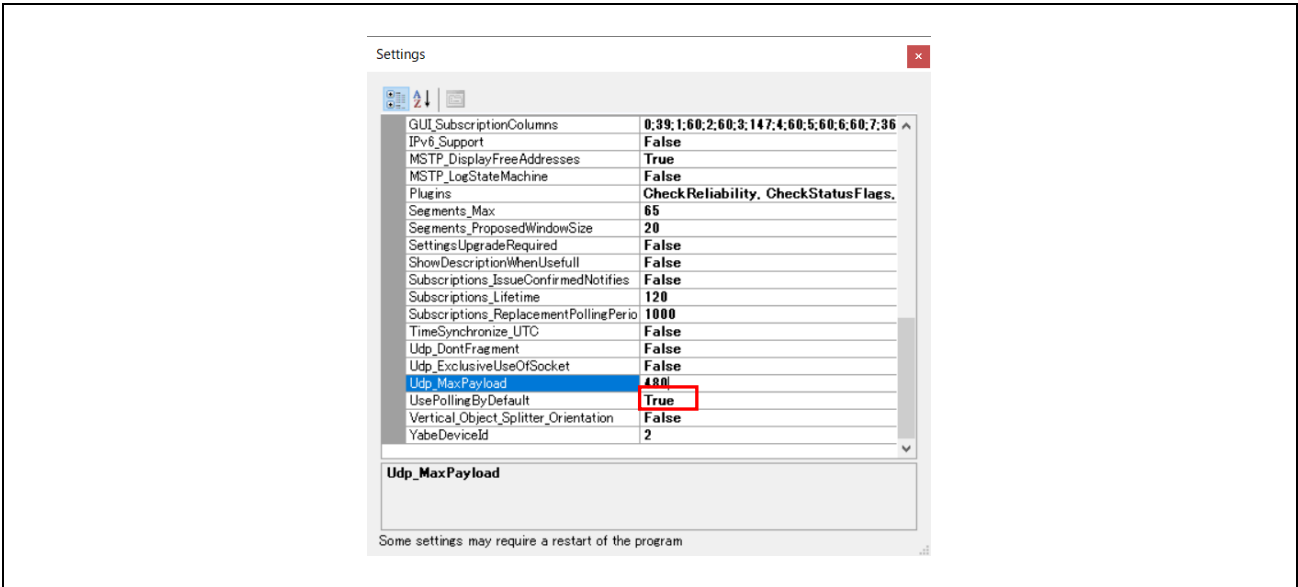 Settings
GUI_SubscriptionColumns 0;39;1;60;2;60;3;147;4;60;5;60;6;60;7;36
IPv6_Support False
MSTP_DisplayFreeAddresses True
MSTP_LogStateMachine False
Plugins CheckReliability, CheckStatusFlags,
Segments_Max 65
Segments_ProposedWindowSize 20
SettingsUpgradeRequired False
ShowDescriptionWhenUsefull False
Subscriptions_IssueConfirmedNotifies False
Subscriptions_Lifetime 120
Subscriptions_ReplacementPollingPerio 1000
TimeSynchronize_UTC False
Udp_DontFragment False
Udp_ExclusiveUseOfSocket False
Udp_MaxPayload 480
UsePollingByDefault True
Vertical_Object_Splitter_Orientation False
YabeDeviceId 2
Udp_MaxPayload
Some settings may require a restart of the program